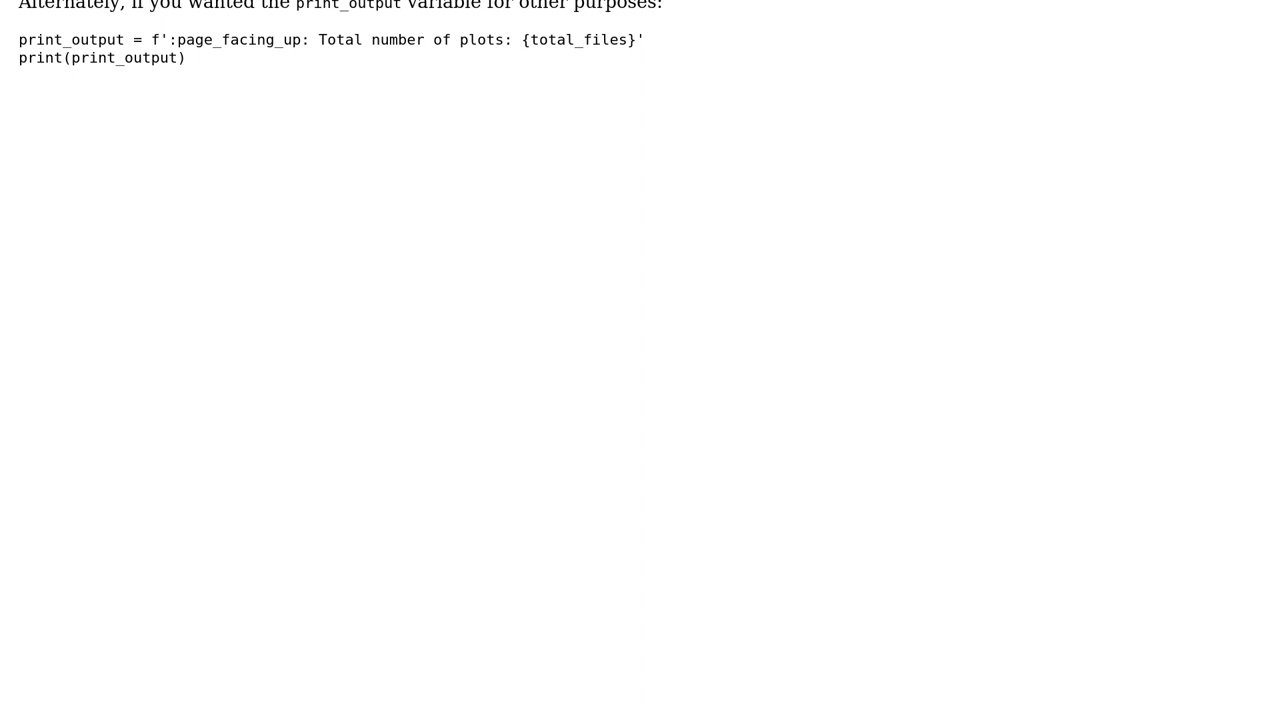 Alternately, if you wanted the print_output variable for other purposes:
print_output = f':page_facing_up: Total number of plots: {total_files}'
print(print_output)